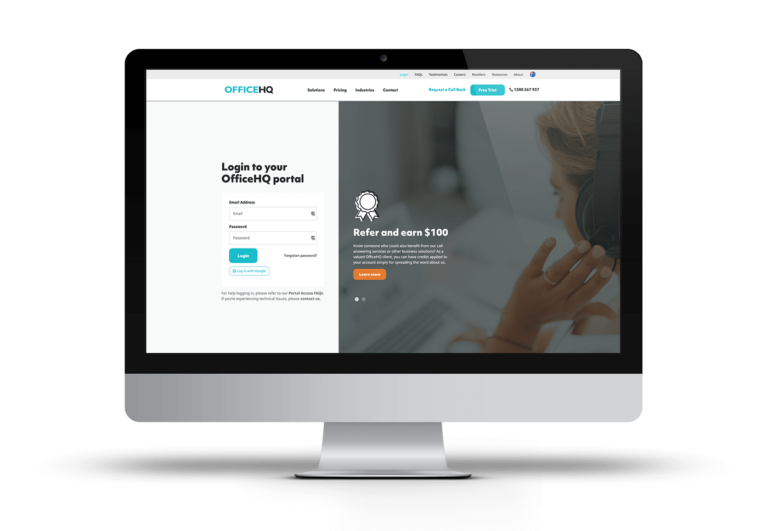 Login FAQs Testimonials Careers Resellers Resources About
OFFICEHQ Solutions Pricing Industries Contact Request a Call Back Free Trial 1300 567 937
Login to your
OfficeHQ portal
Email Address
Email
Password
Password
Login Forgotten password?
Log in with Google
For help logging in, please refer to our Portal Access FAQs.
If you're experiencing technical issues, please contact us.
Refer and earn $100
Know someone who could also benefit from our call
answering services or other business solutions? As a
valued OfficeHQ client, you can have credits applied to
your account simply for spreading the word about us.
Learn more